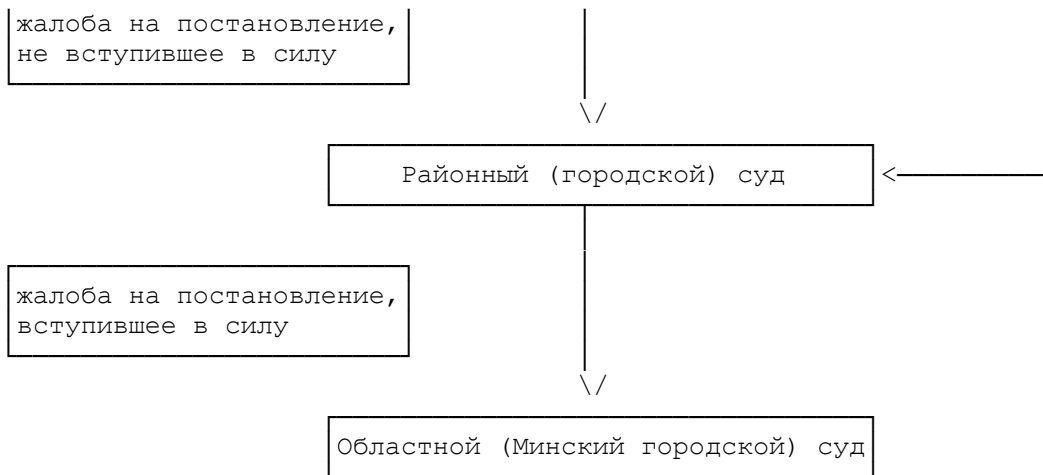 жалоба на постановление,
не вступившее в силу
Районный (городской) суд
жалоба на постановление,
вступившее в силу
Областной (Минский городской) суд